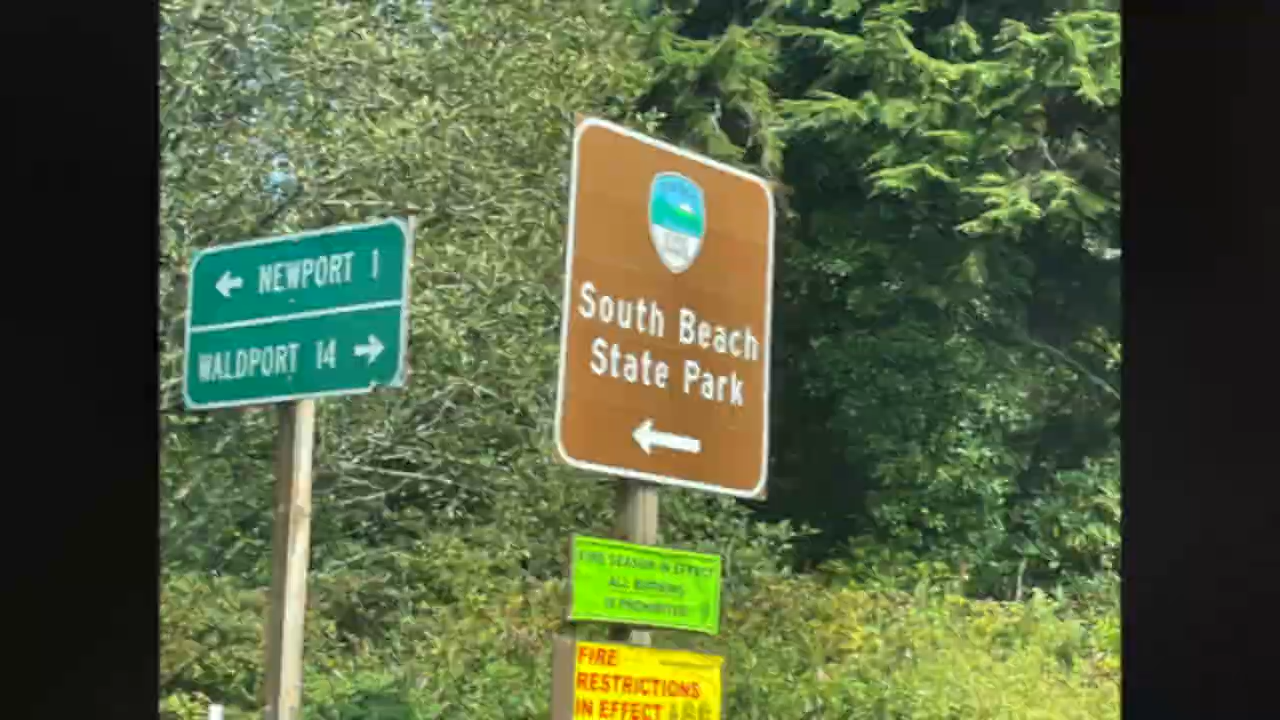 ← NEWPORT 1
WALDPORT 14 →
South Beach
State Park
←
FIRE SEASON IN EFFECT
ALL BURNING
IS PROHIBITED
FIRE
RESTRICTIONS
IN EFFECT